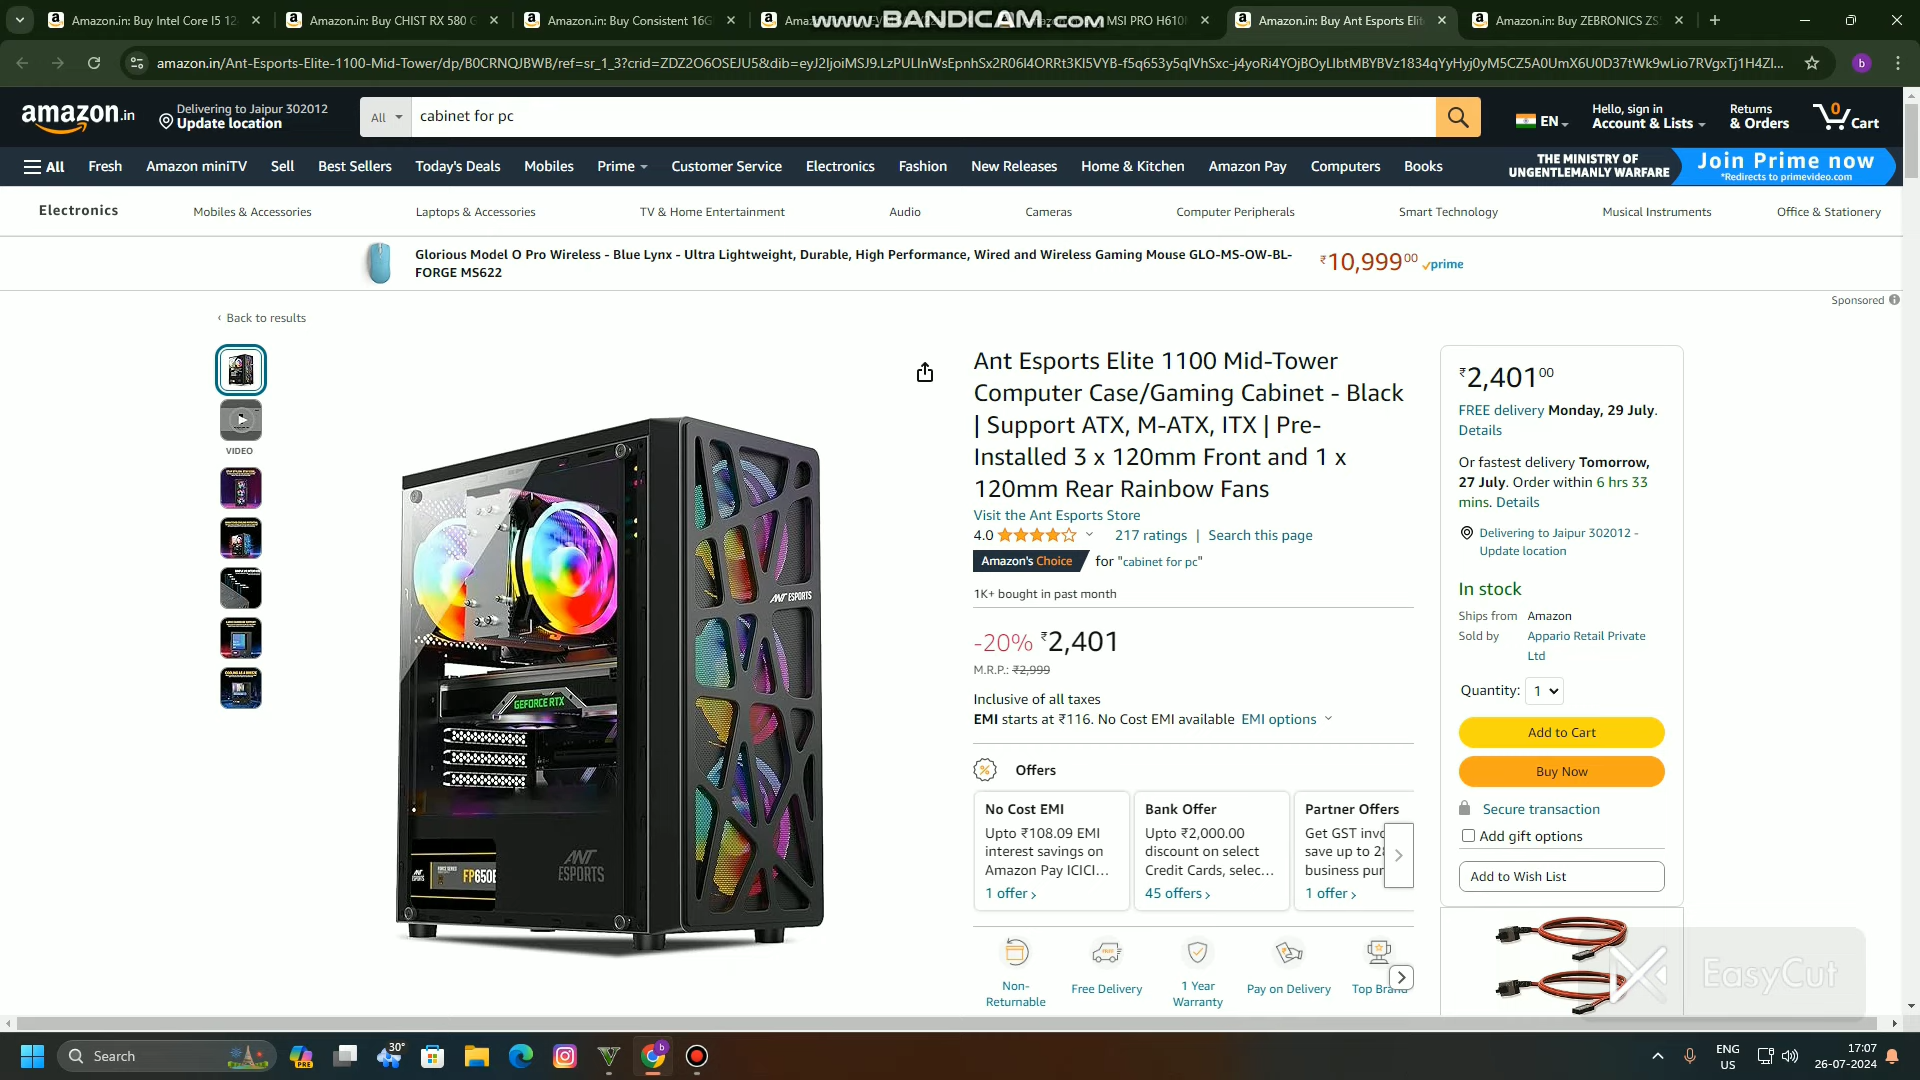 Amazon.in: Buy Intel Core I5 12
Amazon.in: Buy CHIST RX 580 G
Amazon.in: Buy Consistent 16G
www.BANDICAM.com
MSI PRO H610
Amazon.in: Buy Ant Esports Elit
Amazon.in: Buy ZEBRONICS ZS
amazon.in/Ant-Esports-Elite-1100-Mid-Tower/dp/B0CRNQJBWB/ref=sr_1_3?crid=ZDZ2O6OSEJU5&dib=eyJ2IjoiMSJ9.LzPULlnWsEpnhSx2R06I4ORRt3Kl5VYB-f5q653y5qIVhSxc-j4yoRi4YOjBOyLIbtMBYBVz1834qYyHyj0yM5CZ5A0UmX6U0D37tWk9wLio7RVgxTj1H4Zl...
b
amazon.in
Delivering to Jaipur 302012
Update location
All
cabinet for pc
EN
Hello, sign in
Account & Lists
Returns
& Orders
0
Cart
All
Fresh
Amazon miniTV
Sell
Best Sellers
Today's Deals
Mobiles
Prime
Customer Service
Electronics
Fashion
New Releases
Home & Kitchen
Amazon Pay
Computers
Books
THE MINISTRY OF
UNGENTLEMANLY WARFARE
Join Prime now
*Redirects to primevideo.com
Electronics
Mobiles & Accessories
Laptops & Accessories
TV & Home Entertainment
Audio
Cameras
Computer Peripherals
Smart Technology
Musical Instruments
Office & Stationery
Glorious Model O Pro Wireless - Blue Lynx - Ultra Lightweight, Durable, High Performance, Wired and Wireless Gaming Mouse GLO-MS-OW-BL-
FORGE MS622
₹10,999⁰⁰ prime
Sponsored
‹ Back to results
VIDEO
ANT ESPORTS
GEFORCE RTX
ANT
ESPORTS
FP650B
Ant Esports Elite 1100 Mid-Tower
Computer Case/Gaming Cabinet - Black
| Support ATX, M-ATX, ITX | Pre-
Installed 3 x 120mm Front and 1 x
120mm Rear Rainbow Fans
Visit the Ant Esports Store
4.0
217 ratings | Search this page
Amazon's Choice for "cabinet for pc"
1K+ bought in past month
-20% ₹2,401
M.R.P.: ₹2,999
Inclusive of all taxes
EMI starts at ₹116. No Cost EMI available EMI options
Offers
No Cost EMI
Upto ₹108.09 EMI
interest savings on
Amazon Pay ICICI...
1 offer ›
Bank Offer
Upto ₹2,000.00
discount on select
Credit Cards, selec...
45 offers ›
Partner Offers
Get GST invo
save up to 28
business pur
1 offer ›
Non-
Returnable
Free Delivery
1 Year
Warranty
Pay on Delivery
Top Brand
₹2,401⁰⁰
FREE delivery Monday, 29 July.
Details
Or fastest delivery Tomorrow,
27 July. Order within 6 hrs 33
mins. Details
Delivering to Jaipur 302012 -
Update location
In stock
Ships from Amazon
Sold by Appario Retail Private
Ltd
Quantity: 1
Add to Cart
Buy Now
Secure transaction
Add gift options
Add to Wish List
EasyCut
Search
PRE
30°
b
ENG
US
17:07
26-07-2024